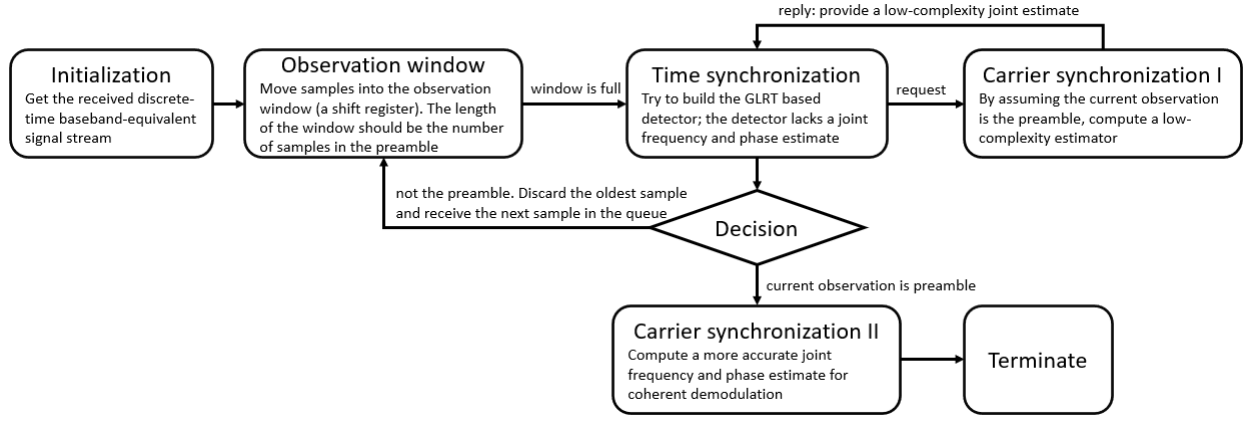 reply: provide a low-complexity joint estimate
Initialization
Get the received discrete-
time baseband-equivalent
signal stream
Observation window
Move samples into the observation
window (a shift register). The length
of the window should be the number
of samples in the preamble
window is full
Time synchronization
Try to build the GLRT based
detector; the detector lacks a joint
frequency and phase estimate
request
Carrier synchronization I
By assuming the current observation
is the preamble, compute a low-
complexity estimator
not the preamble. Discard the oldest sample
and receive the next sample in the queue
Decision
current observation is preamble
Carrier synchronization II
Compute a more accurate joint
frequency and phase estimate for
coherent demodulation
Terminate